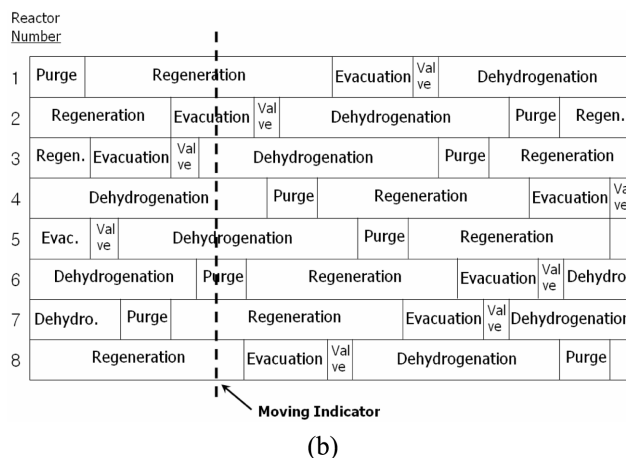 Reactor
Number
1 Purge Regeneration Evacuation Val ve Dehydrogenation
2 Regeneration Evacuation Val ve Dehydrogenation Purge Regen.
3 Regen. Evacuation Val ve Dehydrogenation Purge Regeneration
4 Dehydrogenation Purge Regeneration Evacuation Val ve
5 Evac. Val ve Dehydrogenation Purge Regeneration
6 Dehydrogenation Purge Regeneration Evacuation Val ve Dehydro.
7 Dehydro. Purge Regeneration Evacuation Val ve Dehydrogenation
8 Regeneration Evacuation Val ve Dehydrogenation Purge
Moving Indicator
(b)